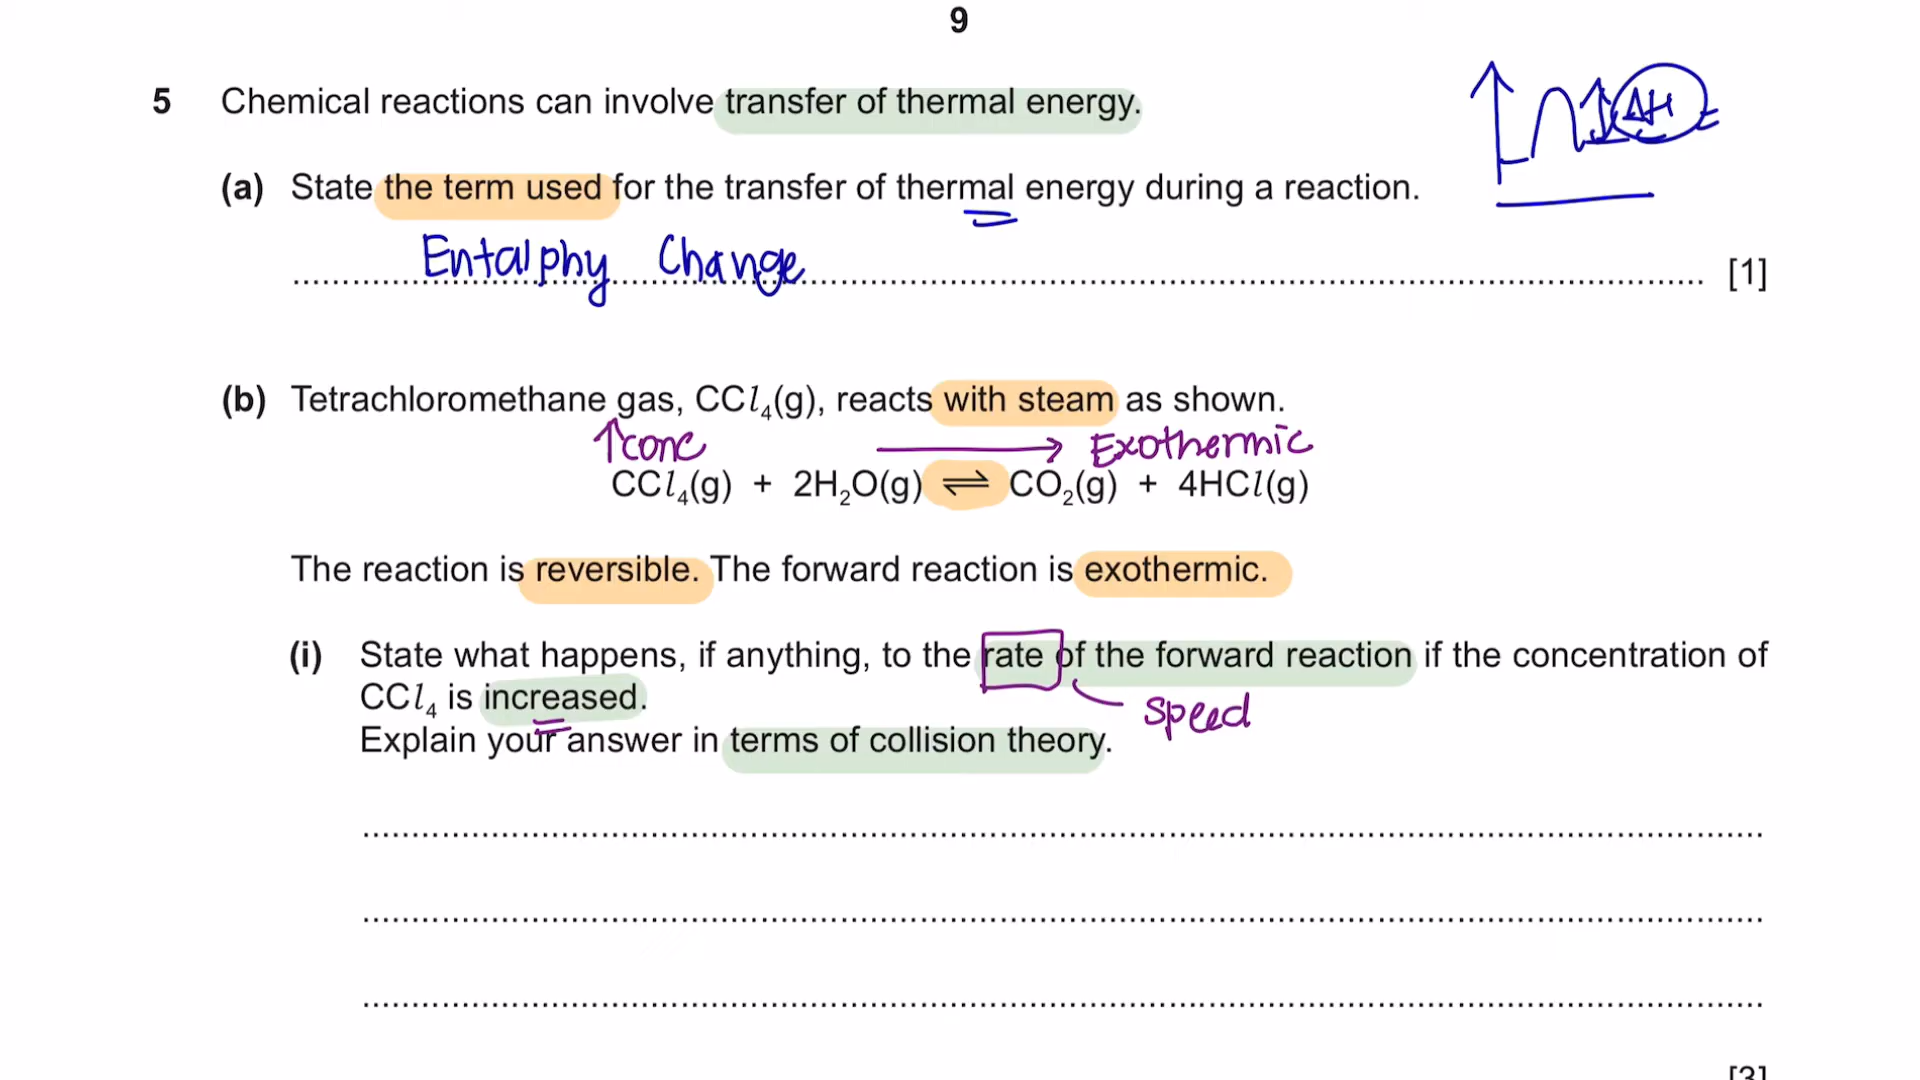 9
5 Chemical reactions can involve transfer of thermal energy.
ΔH =
(a) State the term used for the transfer of thermal energy during a reaction.
Entalphy Change [1]
(b) Tetrachloromethane gas, CCl₄(g), reacts with steam as shown.
↑conc → Exothermic
CCl₄(g) + 2H₂O(g) ⇌ CO₂(g) + 4HCl(g)
The reaction is reversible. The forward reaction is exothermic.
(i) State what happens, if anything, to the rate of the forward reaction if the concentration of
CCl₄ is increased.
speed
Explain your answer in terms of collision theory.
[3]